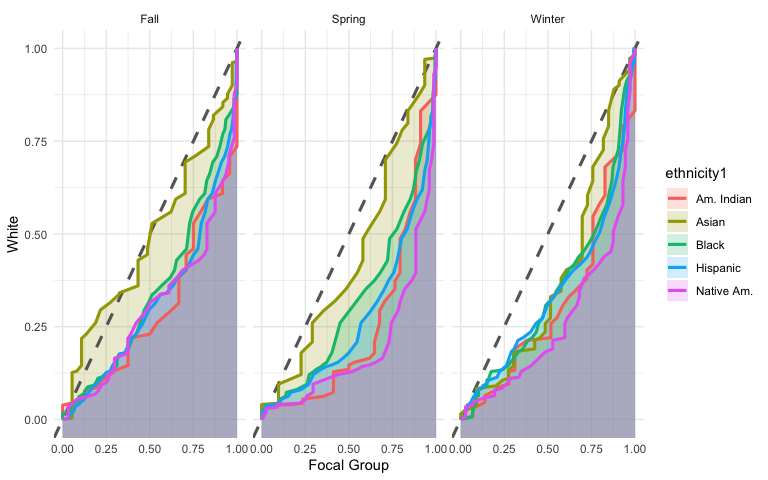 Fall Spring Winter
1.00
0.75
0.50
0.25
0.00
White
0.00 0.25 0.50 0.75 1.00 0.00 0.25 0.50 0.75 1.00 0.00 0.25 0.50 0.75 1.00
Focal Group
ethnicity1
Am. Indian
Asian
Black
Hispanic
Native Am.